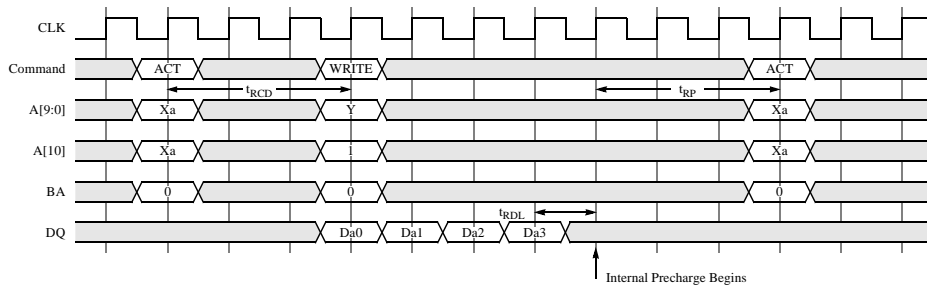 CLK
Command ACT WRITE ACT
tRCD tRP
A[9:0] Xa Y Xa
A[10] Xa 1 Xa
BA 0 0 0
tRDL
DQ Da0 Da1 Da2 Da3
Internal Precharge Begins